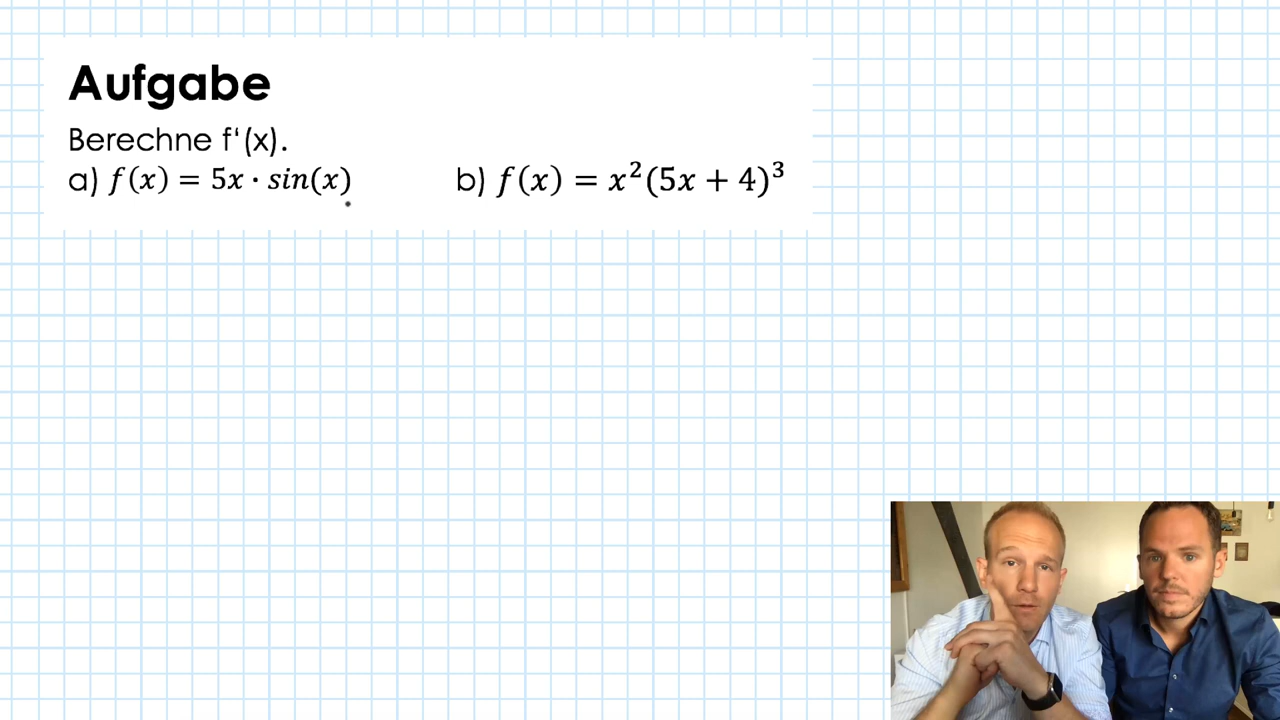 Aufgabe
Berechne f'(x).
a) f(x) = 5x · sin(x) b) f(x) = x²(5x + 4)³